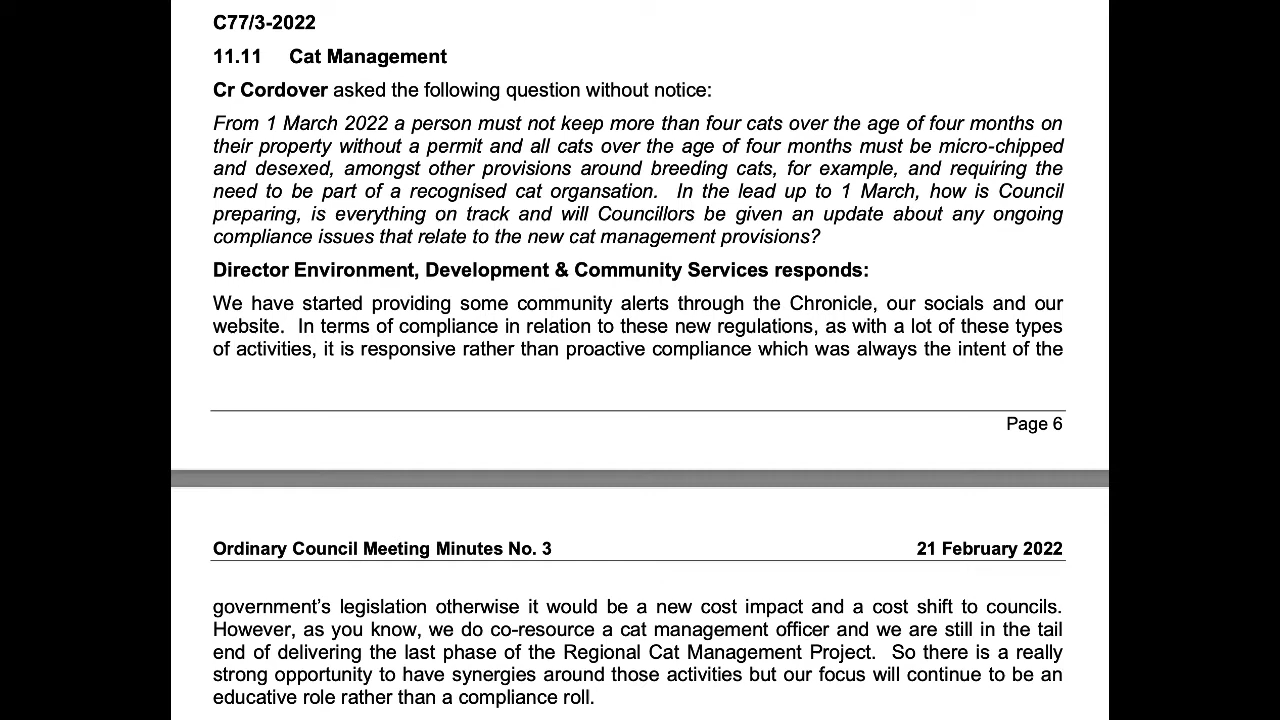 C77/3-2022
11.11 Cat Management
Cr Cordover asked the following question without notice:
From 1 March 2022 a person must not keep more than four cats over the age of four months on
their property without a permit and all cats over the age of four months must be micro-chipped
and desexed, amongst other provisions around breeding cats, for example, and requiring the
need to be part of a recognised cat organsation. In the lead up to 1 March, how is Council
preparing, is everything on track and will Councillors be given an update about any ongoing
compliance issues that relate to the new cat management provisions?
Director Environment, Development & Community Services responds:
We have started providing some community alerts through the Chronicle, our socials and our
website. In terms of compliance in relation to these new regulations, as with a lot of these types
of activities, it is responsive rather than proactive compliance which was always the intent of the
Page 6
Ordinary Council Meeting Minutes No. 3 21 February 2022
government's legislation otherwise it would be a new cost impact and a cost shift to councils.
However, as you know, we do co-resource a cat management officer and we are still in the tail
end of delivering the last phase of the Regional Cat Management Project. So there is a really
strong opportunity to have synergies around those activities but our focus will continue to be an
educative role rather than a compliance roll.